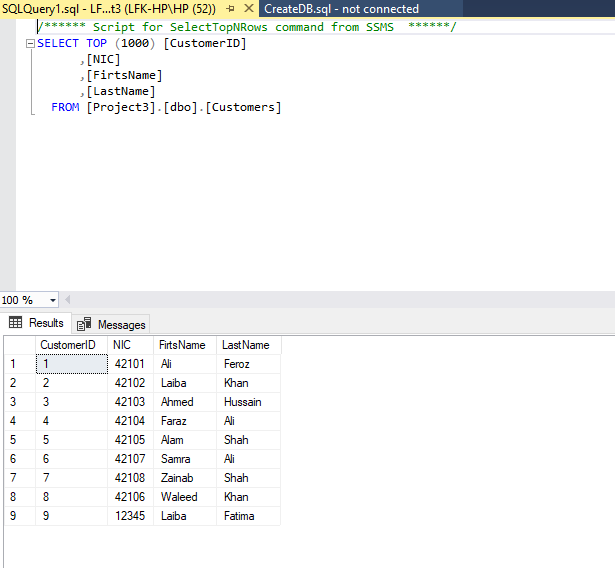 SQLQuery1.sql - LF...t3 (LFK-HP\HP (52)) CreateDB.sql - not connected
/****** Script for SelectTopNRows command from SSMS  ******/
SELECT TOP (1000) [CustomerID]
,[NIC]
,[FirtsName]
,[LastName]
FROM [Project3].[dbo].[Customers]
100 %
Results Messages
CustomerID NIC FirtsName LastName
1 1 42101 Ali Feroz
2 2 42102 Laiba Khan
3 3 42103 Ahmed Hussain
4 4 42104 Faraz Ali
5 5 42105 Alam Shah
6 6 42107 Samra Ali
7 7 42108 Zainab Shah
8 8 42106 Waleed Khan
9 9 12345 Laiba Fatima